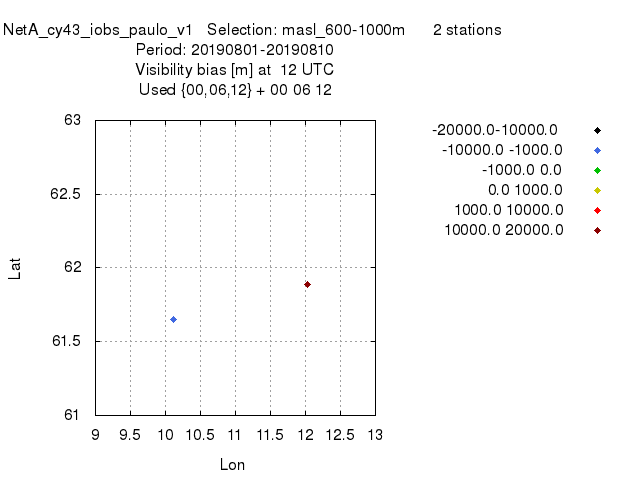 NetA_cy43_iobs_paulo_v1   Selection: masl_600-1000m      2 stations
Period: 20190801-20190810
Visibility bias [m] at  12 UTC
Used {00,06,12} + 00 06 12
-20000.0-10000.0
-10000.0 -1000.0
-1000.0 0.0
0.0 1000.0
1000.0 10000.0
10000.0 20000.0
63
62.5
62
61.5
61
Lat
9 9.5 10 10.5 11 11.5 12 12.5 13
Lon